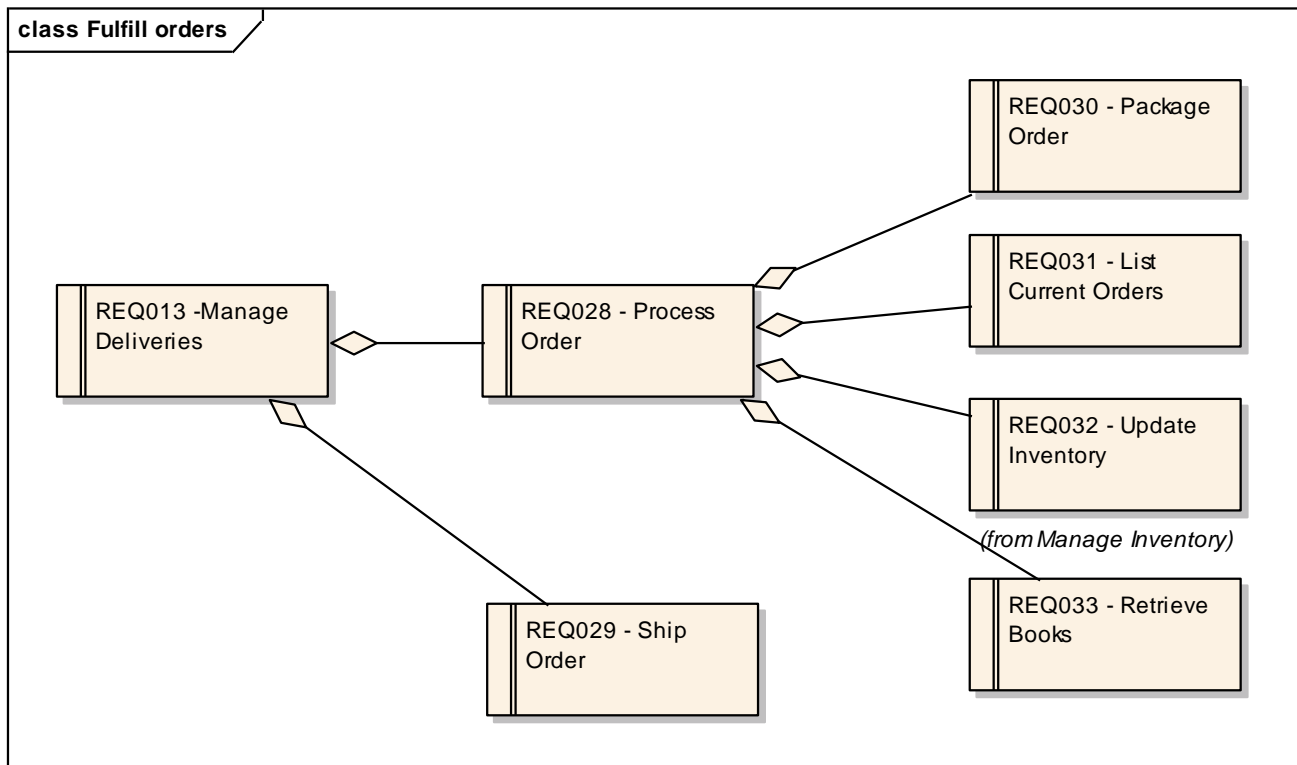 class Fulfill orders
REQ030 - Package
Order
REQ031 - List
Current Orders
REQ013 -Manage
Deliveries
REQ028 - Process
Order
REQ032 - Update
Inventory
(from Manage Inventory)
REQ033 - Retrieve
Books
REQ029 - Ship
Order